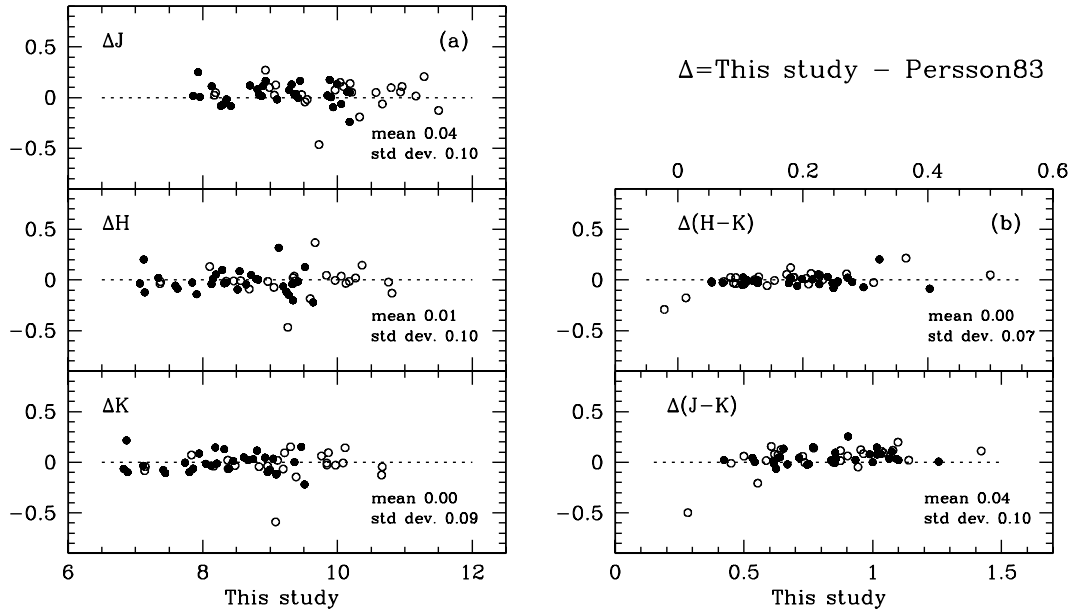 ΔJ
(a)
0.5
0
−0.5
mean 0.04
std dev. 0.10
ΔH
0.5
0
−0.5
mean 0.01
std dev. 0.10
ΔK
0.5
0
−0.5
mean 0.00
std dev. 0.09
6 8 10 12
This study
Δ=This study − Persson83
0 0.2 0.4 0.6
Δ(H−K)
(b)
0.5
0
−0.5
mean 0.00
std dev. 0.07
Δ(J−K)
0.5
0
−0.5
mean 0.04
std dev. 0.10
0 0.5 1 1.5
This study